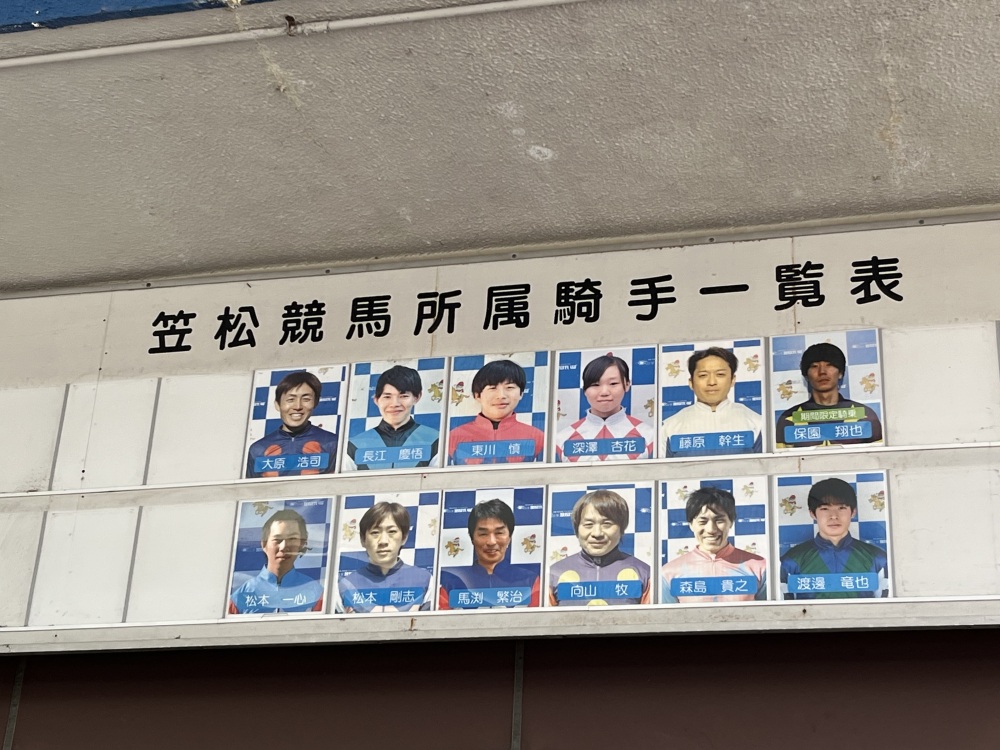 笠松競馬所属騎手一覧表
大原 浩司
長江 慶悟
東川 慎
深澤 杏花
藤原 幹生
期間限定騎乗
保園 翔也
松本 一心
松本 剛志
馬渕 繁治
向山 牧
森島 貴之
渡邊 竜也